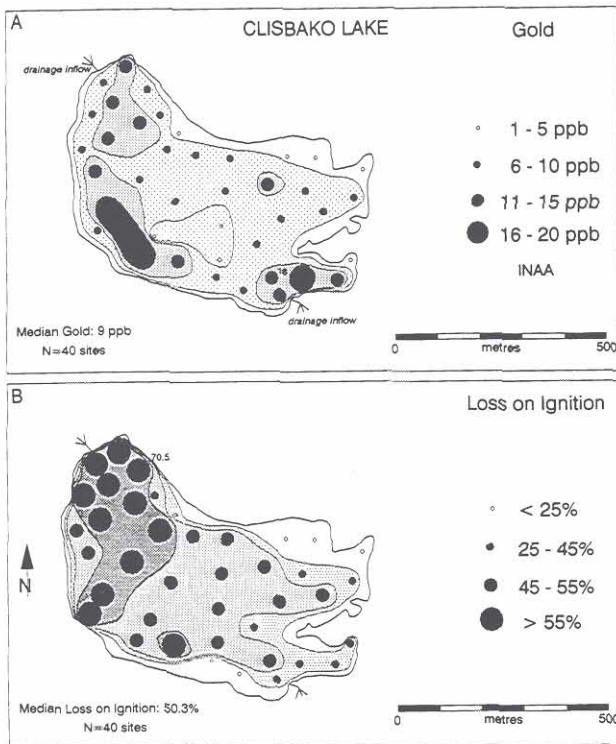 A
CLISBAKO LAKE
Gold
drainage inflow
1 - 5 ppb
6 - 10 ppb
11 - 15 ppb
16 - 20 ppb
INAA
18
Median Gold: 9 ppb
N=40 sites
drainage inflow
0 metres 500
B
Loss on Ignition
70.5
< 25%
25 - 45%
45 - 55%
> 55%
N
Median Loss on Ignition: 50.3%
N=40 sites
0 metres 500